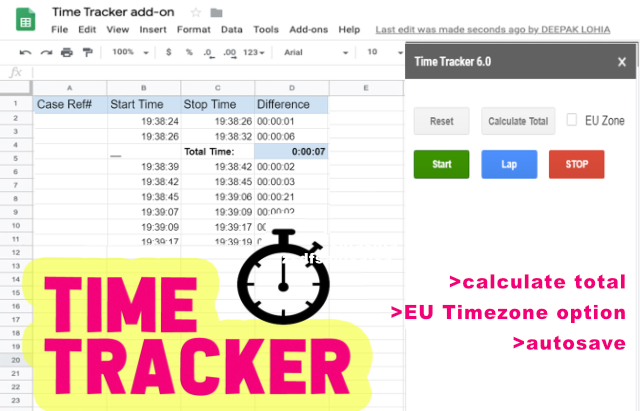 Time Tracker add-on
File Edit View Insert Format Data Tools Add-ons Help Last edit was made seconds ago by DEEPAK LOHIA
100% $ % .0 .00 123 Arial 10
fx
A B C D E
1 Case Ref# Start Time Stop Time Difference
2 19:38:24 19:38:26 00:00:01
3 19:38:26 19:38:32 00:00:06
4 Total Time: 0:00:07
5 19:38:39 19:38:42 00:00:02
6 19:38:42 19:38:45 00:00:03
7 19:38:45 19:39:06 00:00:21
8 19:39:07 19:39:09 00:00:02
9 19:39:09 19:39:17
10 19:39:17 19:39:19
11
12
13
14
15
16
17
18
19
20
21
22
23
Time Tracker 6.0 X
Reset Calculate Total EU Zone
Start Lap STOP
TIME
TRACKER
>calculate total
>EU Timezone option
>autosave